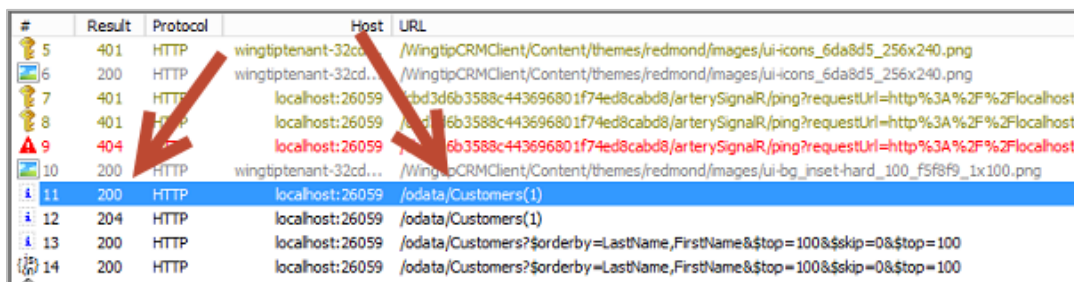 # Result Protocol Host URL
5 401 HTTP wingtiptenant-32cd... /WingtipCRMClient/Content/themes/redmond/images/ui-icons_6da8d5_256x240.png
6 200 HTTP wingtiptenant-32cd... /WingtipCRMClient/Content/themes/redmond/images/ui-icons_6da8d5_256x240.png
7 401 HTTP localhost:26059 /cbd3d6b3588c443696801f74ed8cabd8/arterySignalR/ping?requestUrl=http%3A%2F%2Flocalhost
8 401 HTTP localhost:26059 /cbd3d6b3588c443696801f74ed8cabd8/arterySignalR/ping?requestUrl=http%3A%2F%2Flocalhost
9 404 HTTP localhost:26059 6b3588c443696801f74ed8cabd8/arterySignalR/ping?requestUrl=http%3A%2F%2Flocalhost
10 200 HTTP wingtiptenant-32cd... /WingtipCRMClient/Content/themes/redmond/images/ui-bg_inset-hard_100_f5f8f9_1x100.png
11 200 HTTP localhost:26059 /odata/Customers(1)
12 204 HTTP localhost:26059 /odata/Customers(1)
13 200 HTTP localhost:26059 /odata/Customers?$orderby=LastName,FirstName&$top=100&$skip=0&$top=100
14 200 HTTP localhost:26059 /odata/Customers?$orderby=LastName,FirstName&$top=100&$skip=0&$top=100